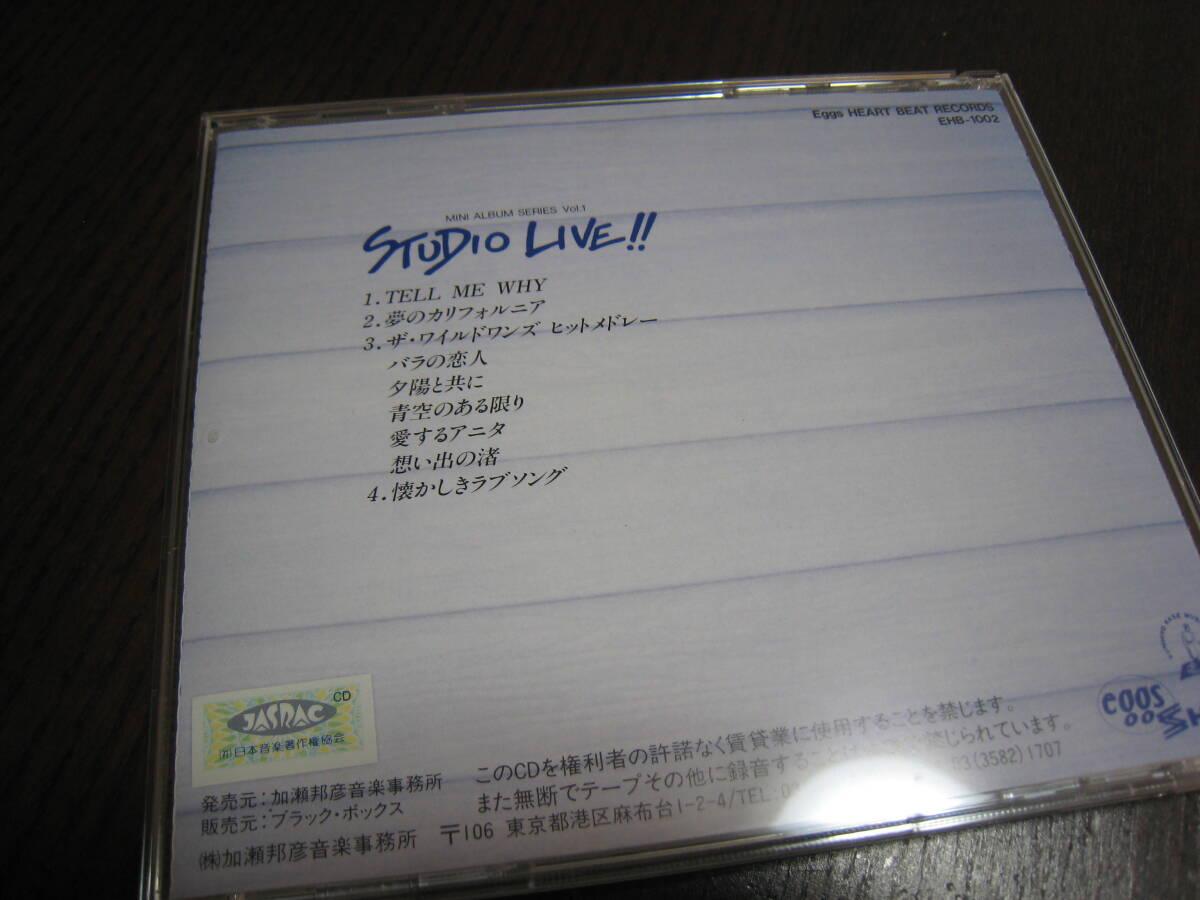 Eggs HEART BEAT RECORDS
EHB-1002
MINI ALBUM SERIES Vol.1
STUDIO LIVE!!
1.TELL ME WHY
2.夢のカリフォルニア
3.ザ・ワイルドワンズ ヒットメドレー
バラの恋人
夕陽と共に
青空のある限り
愛するアニタ
想い出の渚
4.懐かしきラブソング
CD
JASRAC
日本音楽著作権協会
eggs
このCDを権利者の許諾なく賃貸業に使用することを禁じます。
また無断でテープその他に録音すること 禁じられています。
発売元:加瀬邦彦音楽事務所
販売元:ブラック・ボックス
㈱加瀬邦彦音楽事務所 〒106 東京都港区麻布台1-2-4/TEL: (3582)1707